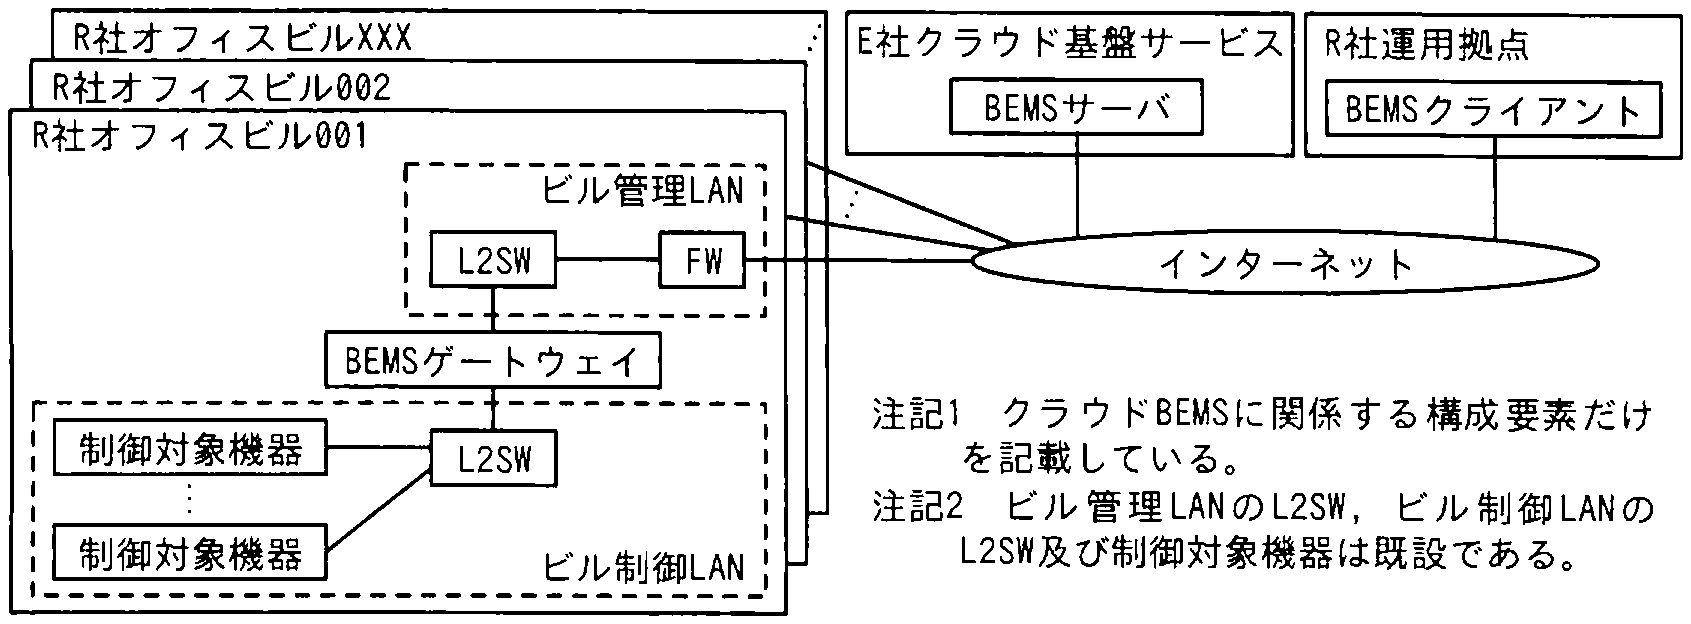 R社オフィスビルXXX
R社オフィスビル002
R社オフィスビル001
ビル管理LAN
L2SW
FW
BEMSゲートウェイ
制御対象機器
L2SW
制御対象機器
ビル制御LAN
E社クラウド基盤サービス
BEMSサーバ
R社運用拠点
BEMSクライアント
インターネット
注記1 クラウドBEMSに関係する構成要素だけ
を記載している。
注記2 ビル管理LANのL2SW, ビル制御LANの
L2SW及び制御対象機器は既設である。